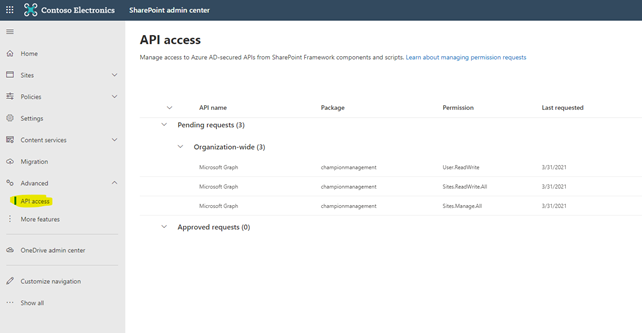 Contoso Electronics SharePoint admin center
Home
Sites
Policies
Settings
Content services
Migration
Advanced
API access
More features
OneDrive admin center
Customize navigation
Show all
API access
Manage access to Azure AD-secured APIs from SharePoint Framework components and scripts. Learn about managing permission requests
API name Package Permission Last requested
Pending requests (3)
Organization-wide (3)
Microsoft Graph championmanagement User.ReadWrite 3/31/2021
Microsoft Graph championmanagement Sites.ReadWrite.All 3/31/2021
Microsoft Graph championmanagement Sites.Manage.All 3/31/2021
Approved requests (0)